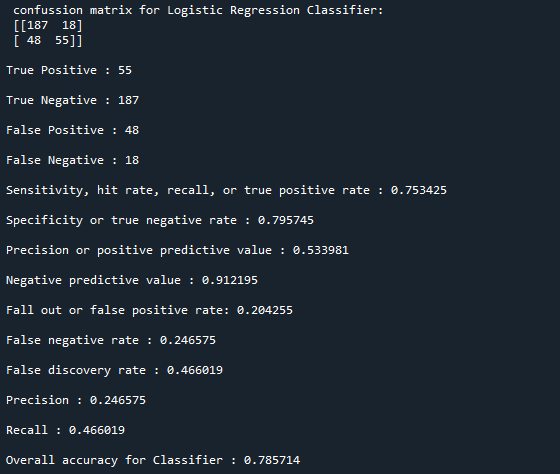 confussion matrix for Logistic Regression Classifier:
[[187  18]
[ 48  55]]
True Positive : 55
True Negative : 187
False Positive : 48
False Negative : 18
Sensitivity, hit rate, recall, or true positive rate : 0.753425
Specificity or true negative rate : 0.795745
Precision or positive predictive value : 0.533981
Negative predictive value : 0.912195
Fall out or false positive rate: 0.204255
False negative rate : 0.246575
False discovery rate : 0.466019
Precision : 0.246575
Recall : 0.466019
Overall accuracy for Classifier : 0.785714